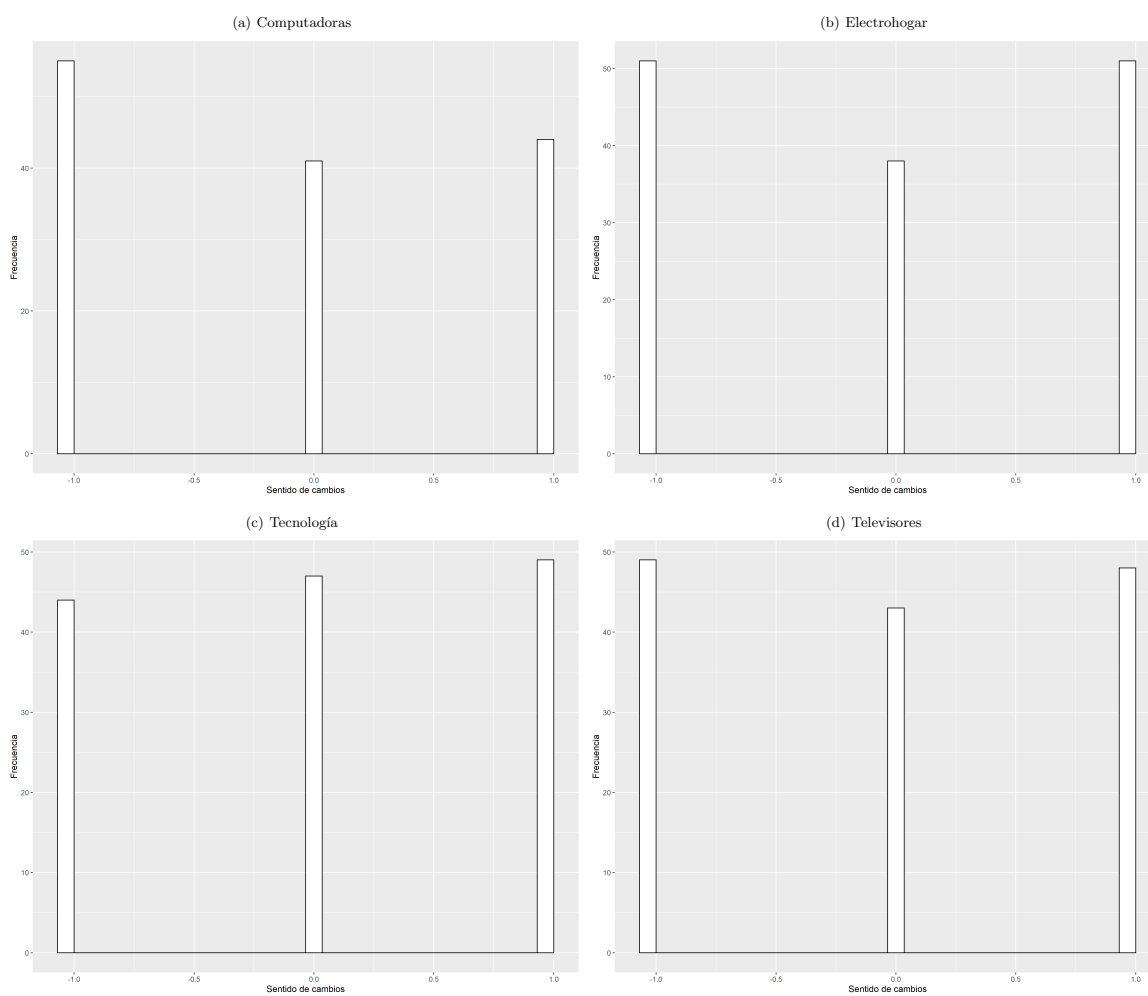 (a) Computadoras
Frecuencia
40
20
0
-1.0 -0.5 0.0 0.5 1.0
Sentido de cambios
(b) Electrohogar
Frecuencia
50
40
30
20
10
0
-1.0 -0.5 0.0 0.5 1.0
Sentido de cambios
(c) Tecnología
Frecuencia
50
40
30
20
10
0
-1.0 -0.5 0.0 0.5 1.0
Sentido de cambios
(d) Televisores
Frecuencia
50
40
30
20
10
0
-1.0 -0.5 0.0 0.5 1.0
Sentido de cambios